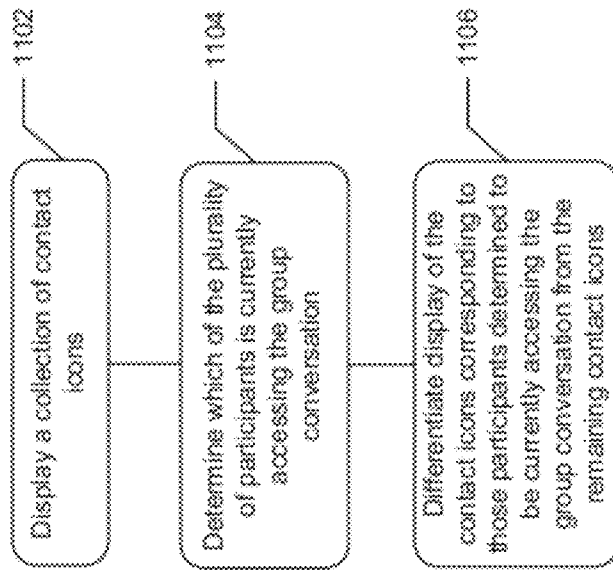 Display a collection of contact
icons
1102
Determine which of the plurality
of participants is currently
accessing the group
conversation
1104
Differentiate display of the
contact icons corresponding to
those participants determined to
be currently accessing the
group conversation from the
remaining contact icons
1106